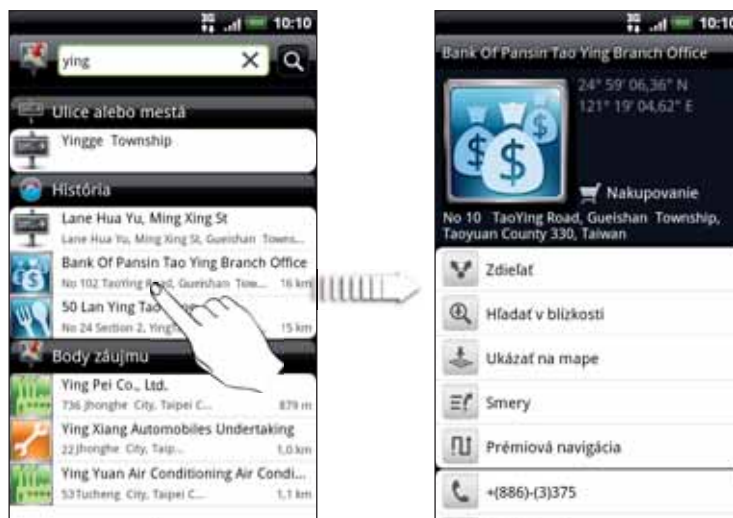 3G 10:10
ying
Ulice alebo mestá
Yingge Township
História
Lane Hua Yu, Ming Xing St
Lane Hua Yu, Ming Xing St, Gueishan Towns...
Bank Of Pansin Tao Ying Branch Office
No 102 TaoYing Road, Gueishan Tow... 16 km
50 Lan Ying Tao
No 24 Section 2, 15 km
Body záujmu
Ying Pei Co., Ltd.
736 Jhonghe City, Taipei C... 879 m
Ying Xiang Automobiles Undertaking
22 Jhonghe City, Taip... 1,0 km
Ying Yuan Air Conditioning Air Condi...
53 Tucheng City, Taipei C... 1,1 km
3G 10:10
Bank Of Pansin Tao Ying Branch Office
24° 59' 06,36" N
121° 19' 04,62" E
Nakupovanie
No 10 TaoYing Road, Gueishan Township,
Taoyuan County 330, Taiwan
Zdieľať
Hľadať v blízkosti
Ukázať na mape
Smery
Prémiová navigácia
+(886)-(3)375